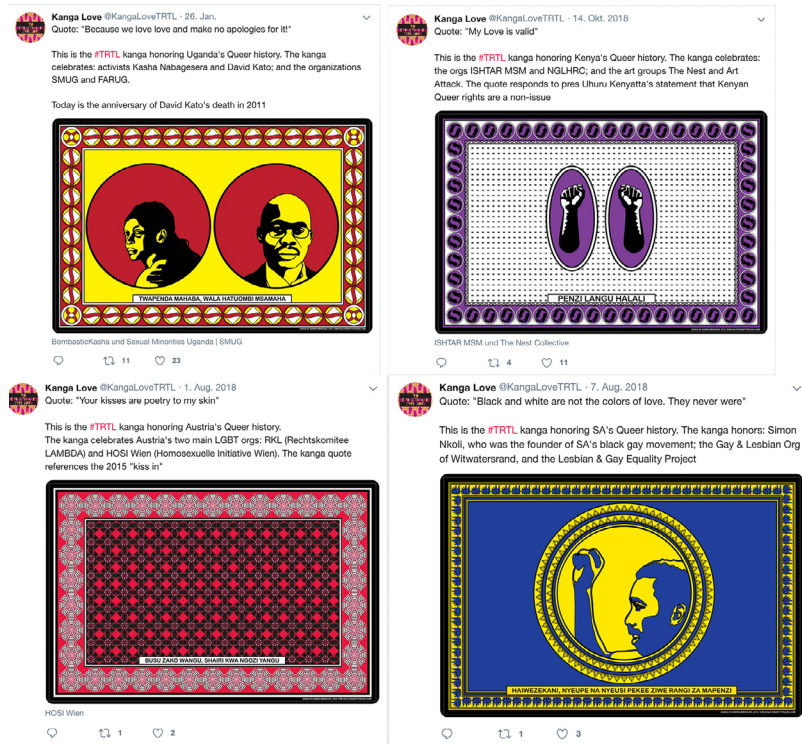 Kanga Love @KangaLoveTRTL · 26. Jan.
Quote: "Because we love love and make no apologies for it!"
This is the #TRTL kanga honoring Uganda's Queer history. The kanga
celebrates: activists Kasha Nabagesera and David Kato; and the organizations
SMUG and FARUG.
Today is the anniversary of David Kato's death in 2011
TWAPENDA MAHABA, WALA HATUOMBI MSAMAHA
BombasticKasha und Sexual Minorities Uganda | SMUG
11 23
Kanga Love @KangaLoveTRTL · 14. Okt. 2018
Quote: "My Love is valid"
This is the #TRTL kanga honoring Kenya's Queer history. The kanga celebrates:
the orgs ISHTAR MSM and NGLHRC; and the art groups The Nest and Art
Attack. The quote responds to pres Uhuru Kenyatta's statement that Kenyan
Queer rights are a non-issue
PENZI LANGU HALALI
ISHTAR MSM und The Nest Collective
4 11
Kanga Love @KangaLoveTRTL · 1. Aug. 2018
Quote: "Your kisses are poetry to my skin"
This is the #TRTL kanga honoring Austria's Queer history.
The kanga celebrates Austria's two main LGBT orgs: RKL (Rechtskomitee
LAMBDA) and HOSI Wien (Homosexuelle Initiative Wien). The kanga quote
references the 2015 "kiss in"
BUSU ZAKO WANGU, SHAIRI KWA NGOZI YANGU
HOSI Wien
1 2
Kanga Love @KangaLoveTRTL · 7. Aug. 2018
Quote: "Black and white are not the colors of love. They never were"
This is the #TRTL kanga honoring SA's Queer history. The kanga honors: Simon
Nkoli, who was the founder of SA's black gay movement; the Gay & Lesbian Org
of Witwatersrand, and the Lesbian & Gay Equality Project
HAIWEZEKANI, NYEUPE NA NYEUSI PEKEE ZIWE RANGI ZA MAPENZI
1 3